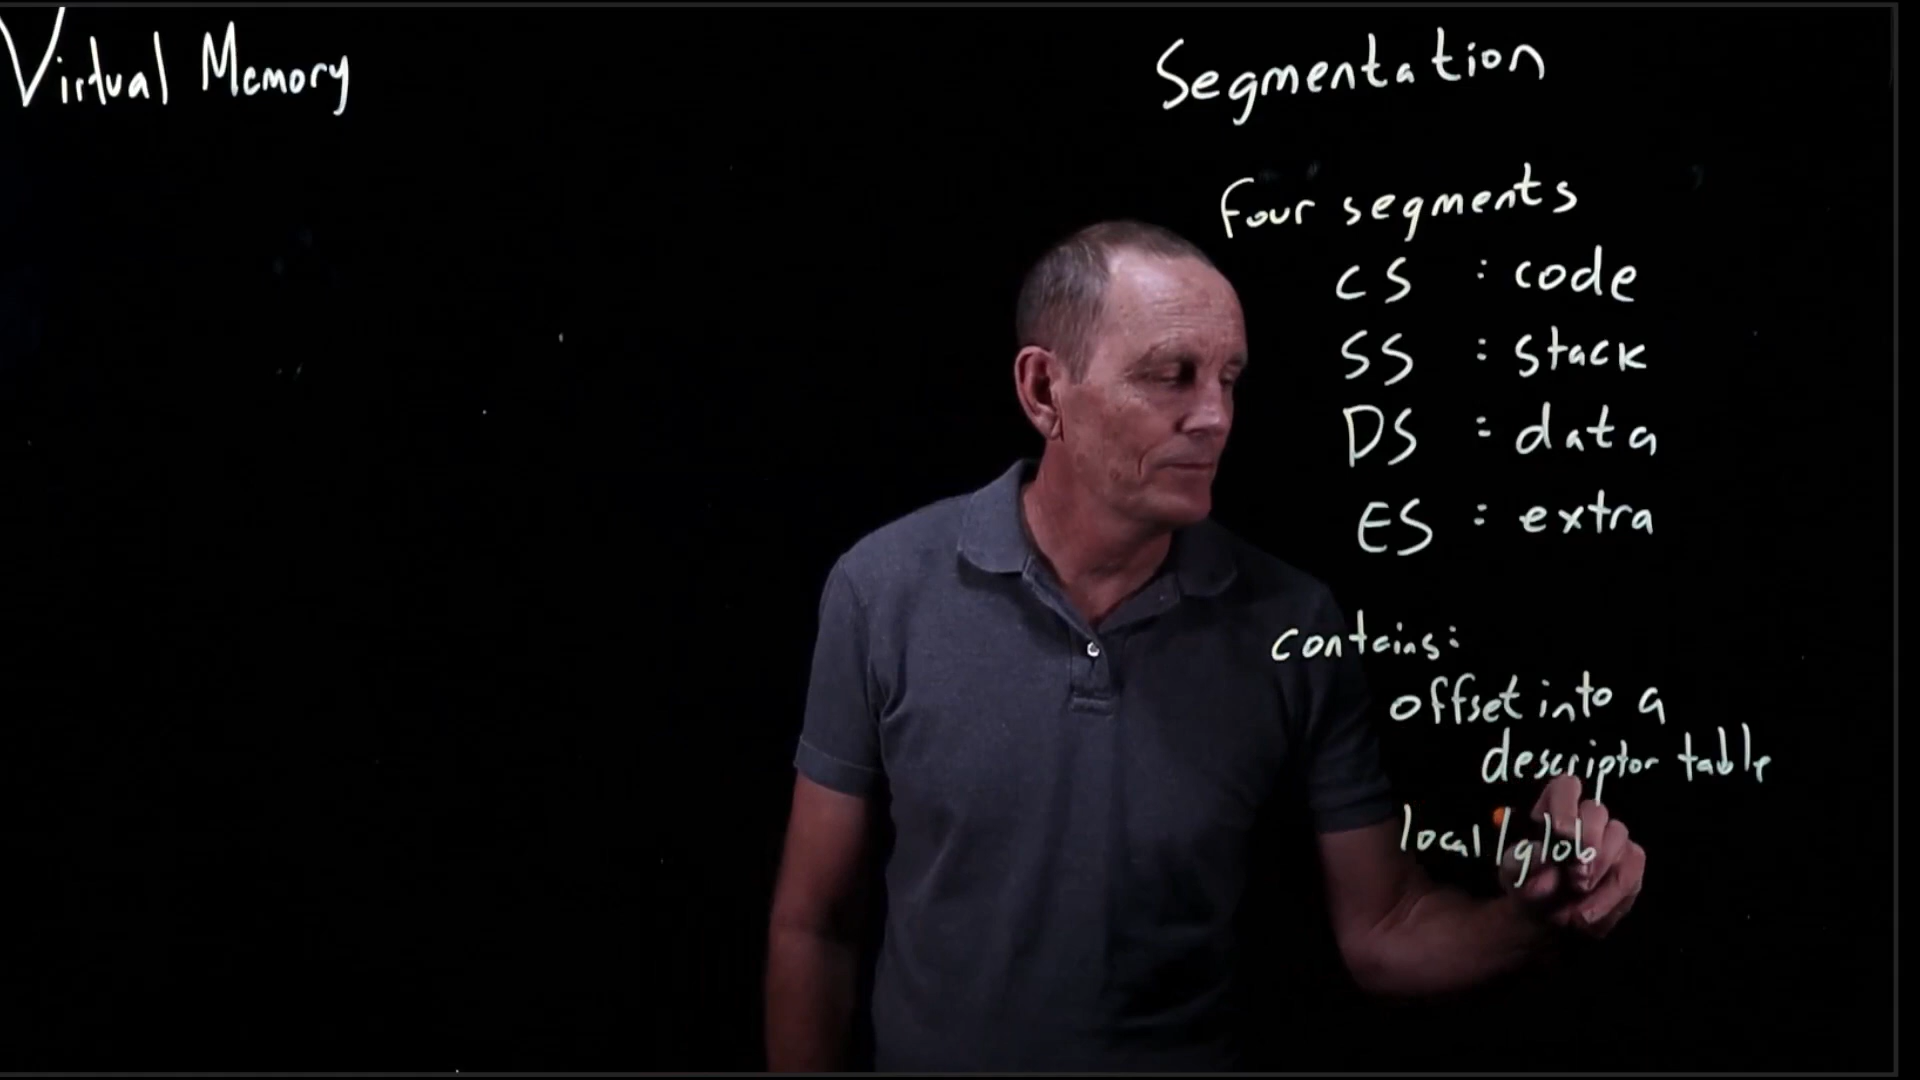 Virtual Memory
Segmentation
four segments
CS : code
SS : stack
DS : data
ES : extra
contains:
offset into a
descriptor table
local/glob